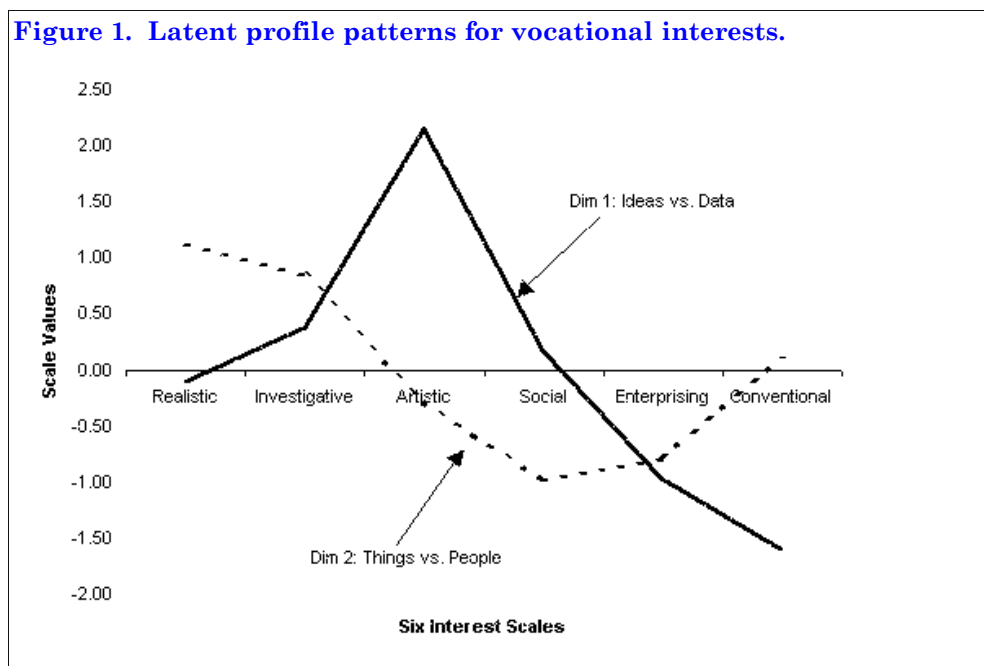 Figure 1. Latent profile patterns for vocational interests.
2.50
2.00
1.50
Dim 1: Ideas vs. Data
1.00
0.50
Scale Values
0.00
Realistic Investigative Artistic Social Enterprising Conventional
-0.50
-1.00
-1.50
Dim 2: Things vs. People
-2.00
Six interest Scales